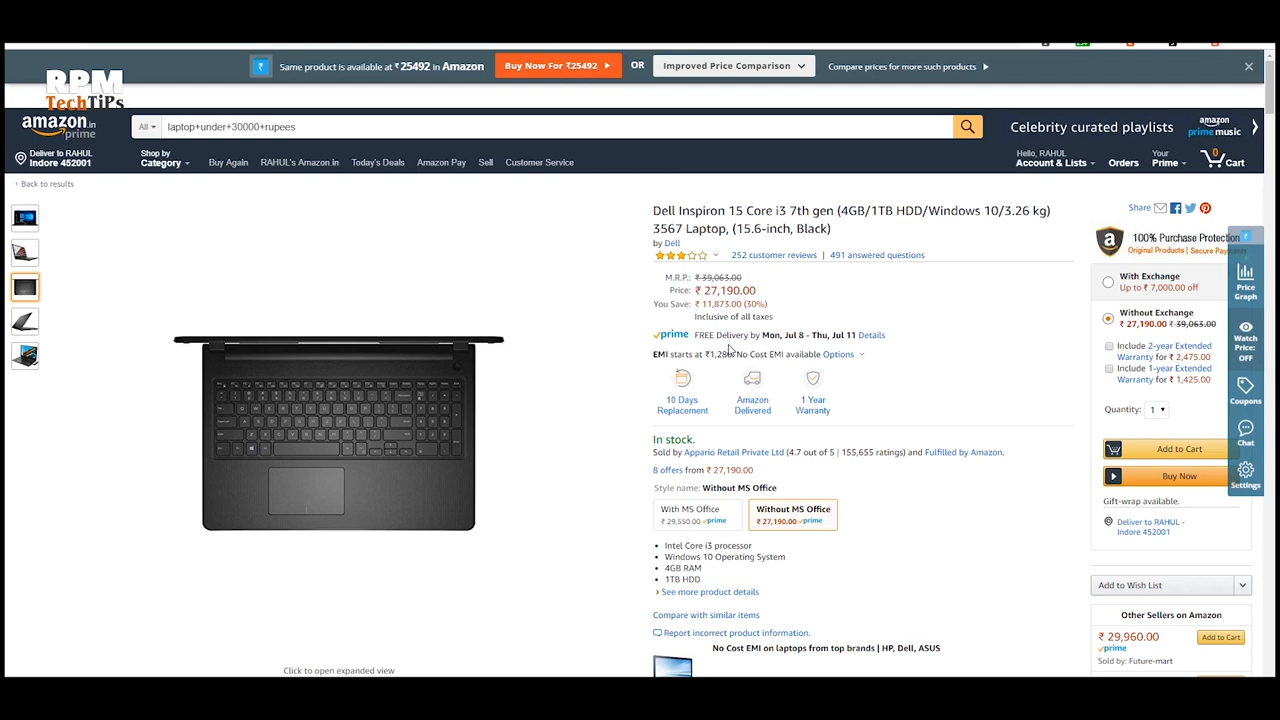 Same product is available at ₹25492 in Amazon
Buy Now For ₹25492
OR
Improved Price Comparison
Compare prices for more such products
RPM
TechTiPs
amazon.in
prime
All
laptop+under+30000+rupees
Celebrity curated playlists
amazon
prime music
Deliver to RAHUL
Indore 452001
Shop by
Category
Buy Again
RAHUL's Amazon.in
Today's Deals
Amazon Pay
Sell
Customer Service
Hello, RAHUL
Account & Lists
Orders
Your
Prime
0
Cart
‹ Back to results
Dell Inspiron 15 Core i3 7th gen (4GB/1TB HDD/Windows 10/3.26 kg)
3567 Laptop, (15.6-inch, Black)
by Dell
252 customer reviews | 491 answered questions
M.R.P.: ₹ 39,063.00
Price: ₹ 27,190.00
You Save: ₹ 11,873.00 (30%)
Inclusive of all taxes
prime FREE Delivery by Mon, Jul 8 - Thu, Jul 11 Details
EMI starts at No Cost EMI available Options
10 Days
Replacement
Amazon
Delivered
1 Year
Warranty
In stock.
Sold by Appario Retail Private Ltd (4.7 out of 5 | 155,655 ratings) and Fulfilled by Amazon.
8 offers from ₹ 27,190.00
Style name: Without MS Office
With MS Office
₹ 29,550.00 prime
Without MS Office
₹ 27,190.00 prime
• Intel Core i3 processor
• Windows 10 Operating System
• 4GB RAM
• 1TB HDD
› See more product details
Compare with similar items
Report incorrect product information.
No Cost EMI on laptops from top brands | HP, Dell, ASUS
Click to open expanded view
Share
a
100% Purchase Protection
Original Products | Secure
With Exchange
Up to ₹ 7,000.00 off
Without Exchange
₹ 27,190.00 ₹ 39,063.00
Include 2-year Extended
Warranty for ₹ 2,475.00
Include 1-year Extended
Warranty for ₹ 1,425.00
Quantity: 1
Add to Cart
Buy Now
Gift-wrap available.
Deliver to RAHUL -
Indore 452001
Add to Wish List
Other Sellers on Amazon
₹ 29,960.00
Add to Cart
prime
Sold by: Future-mart
₹
Price
Graph
Watch
Price:
OFF
Coupons
Chat
Settings